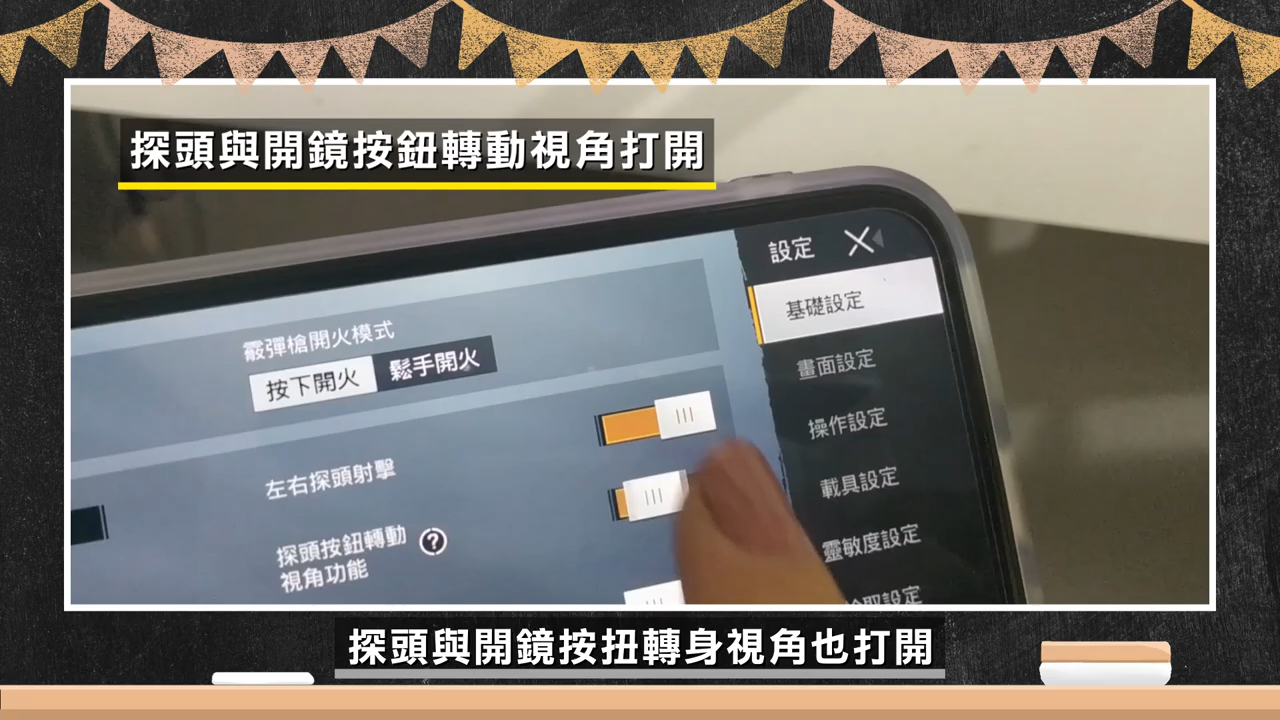 探頭與開鏡按鈕轉動視角打開
設定
基礎設定
畫面設定
操作設定
載具設定
靈敏度設定
霰彈槍開火模式
按下開火
鬆手開火
左右探頭射擊
探頭按鈕轉動
視角功能
?
探頭與開鏡按扭轉身視角也打開